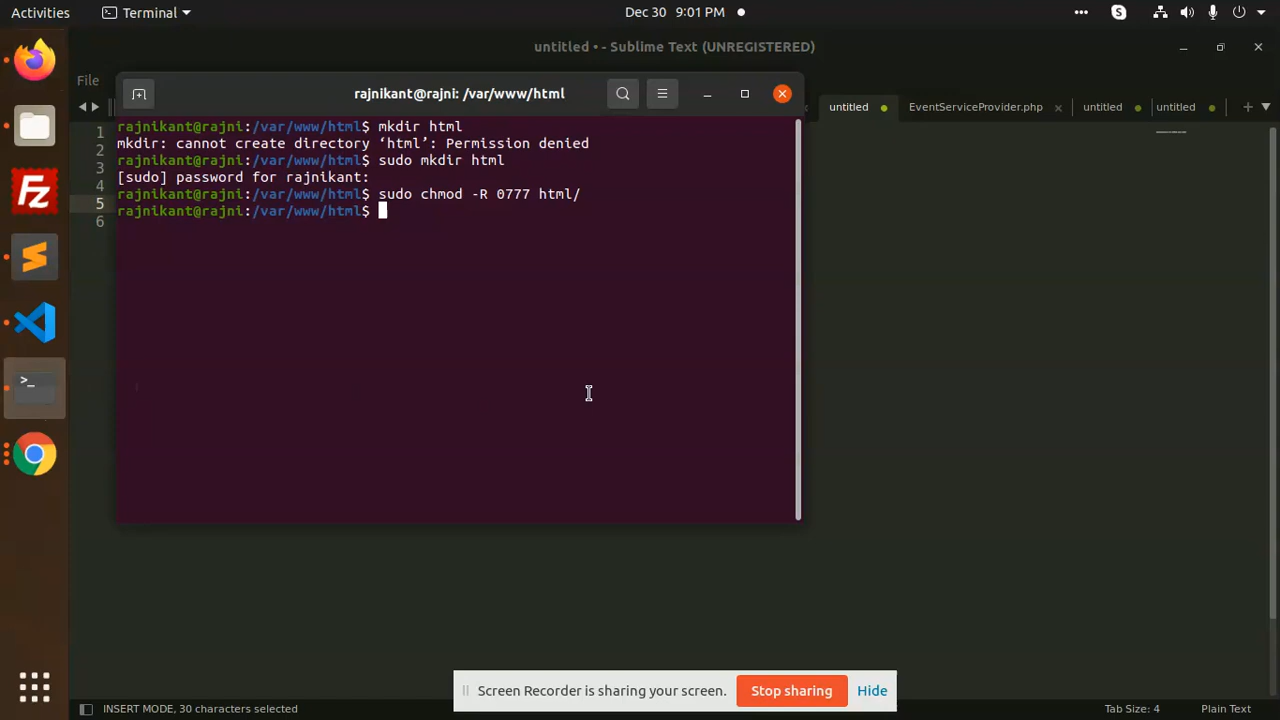 Activities
Terminal
Dec 30 9:01 PM
untitled • - Sublime Text (UNREGISTERED)
File
rajnikant@rajni: /var/www/html
untitled
EventServiceProvider.php
untitled
untitled
1
2
3
4
5
6
rajnikant@rajni:/var/www/html$ mkdir html
mkdir: cannot create directory ‘html’: Permission denied
rajnikant@rajni:/var/www/html$ sudo mkdir html
[sudo] password for rajnikant:
rajnikant@rajni:/var/www/html$ sudo chmod -R 0777 html/
rajnikant@rajni:/var/www/html$
Screen Recorder is sharing your screen.
Stop sharing
Hide
INSERT MODE, 30 characters selected
Tab Size: 4
Plain Text